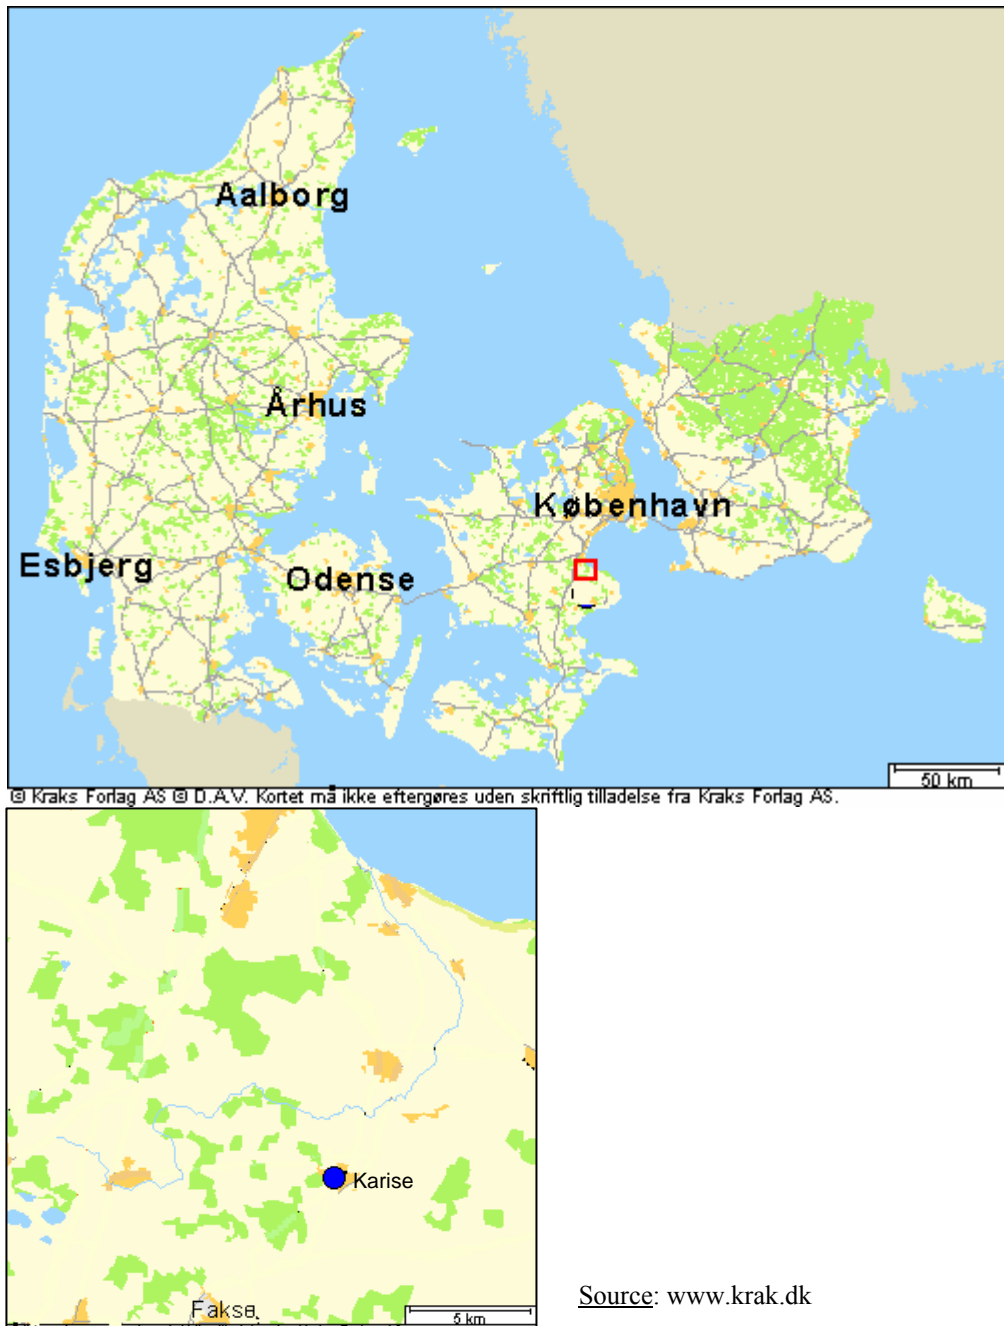 Aalborg
Århus
København
Esbjerg
Odense
50 km
© Kraks Forlag AS © D.A.V. Kortet må ikke eftergøres uden skriftlig tilladelse fra Kraks Forlag AS.
Karise
Fakse
5 km
Source: www.krak.dk